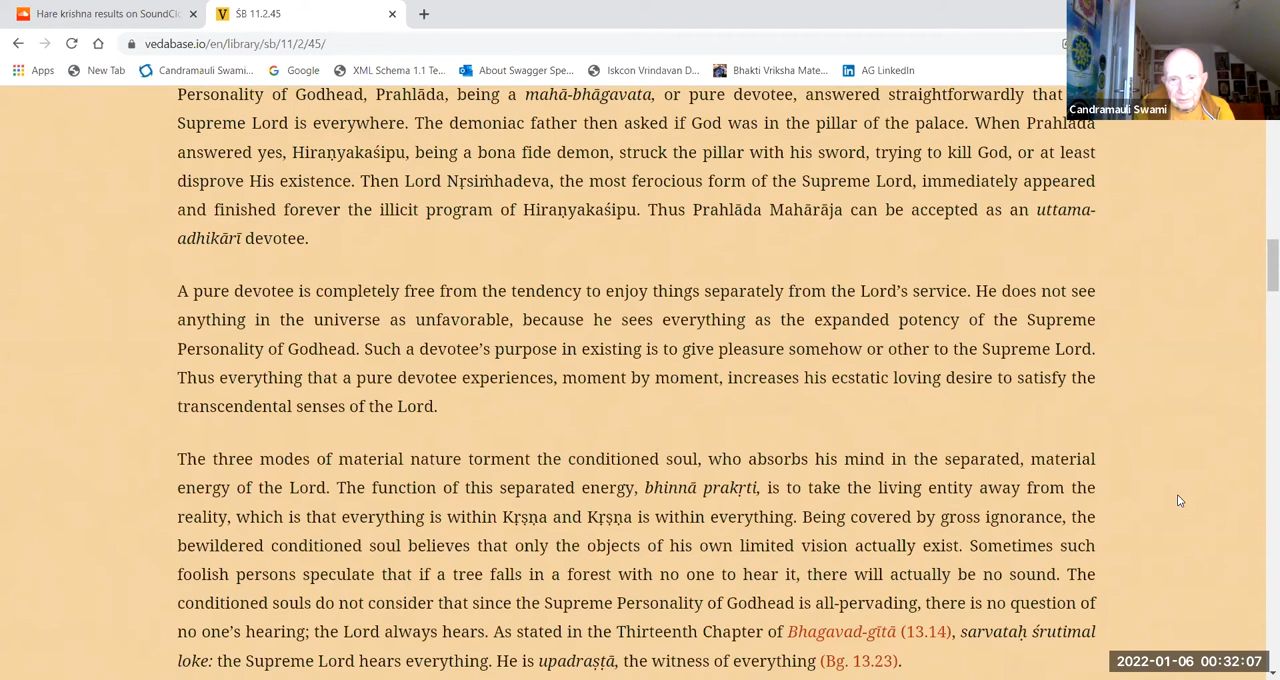 Hare krishna results on SoundClo
ŚB 11.2.45
vedabase.io/en/library/sb/11/2/45/
Apps
New Tab
Candramauli Swami...
Google
XML Schema 1.1 Te...
About Swagger Spe...
Iskcon Vrindavan D...
Bhakti Vriksha Mate...
AG LinkedIn
Candramauli Swami
Personality of Godhead, Prahlāda, being a mahā-bhāgavata, or pure devotee, answered straightforwardly that
Supreme Lord is everywhere. The demoniac father then asked if God was in the pillar of the palace. When Prahlāda
answered yes, Hiraṇyakaśipu, being a bona fide demon, struck the pillar with his sword, trying to kill God, or at least
disprove His existence. Then Lord Nṛsiṁhadeva, the most ferocious form of the Supreme Lord, immediately appeared
and finished forever the illicit program of Hiraṇyakaśipu. Thus Prahlāda Mahārāja can be accepted as an uttama-
adhikārī devotee.
A pure devotee is completely free from the tendency to enjoy things separately from the Lord’s service. He does not see
anything in the universe as unfavorable, because he sees everything as the expanded potency of the Supreme
Personality of Godhead. Such a devotee’s purpose in existing is to give pleasure somehow or other to the Supreme Lord.
Thus everything that a pure devotee experiences, moment by moment, increases his ecstatic loving desire to satisfy the
transcendental senses of the Lord.
The three modes of material nature torment the conditioned soul, who absorbs his mind in the separated, material
energy of the Lord. The function of this separated energy, bhinnā prakṛti, is to take the living entity away from the
reality, which is that everything is within Kṛṣṇa and Kṛṣṇa is within everything. Being covered by gross ignorance, the
bewildered conditioned soul believes that only the objects of his own limited vision actually exist. Sometimes such
foolish persons speculate that if a tree falls in a forest with no one to hear it, there will actually be no sound. The
conditioned souls do not consider that since the Supreme Personality of Godhead is all-pervading, there is no question of
no one’s hearing; the Lord always hears. As stated in the Thirteenth Chapter of Bhagavad-gītā (13.14), sarvataḥ śrutimal
loke: the Supreme Lord hears everything. He is upadraṣṭā, the witness of everything (Bg. 13.23).
2022-01-06 00:32:07